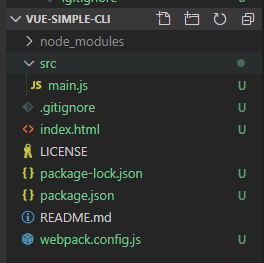 .gitignore
VUE-SIMPLE-CLI
node_modules
src
JS main.js U
.gitignore U
index.html U
LICENSE
package-lock.json U
package.json U
README.md
webpack.config.js U